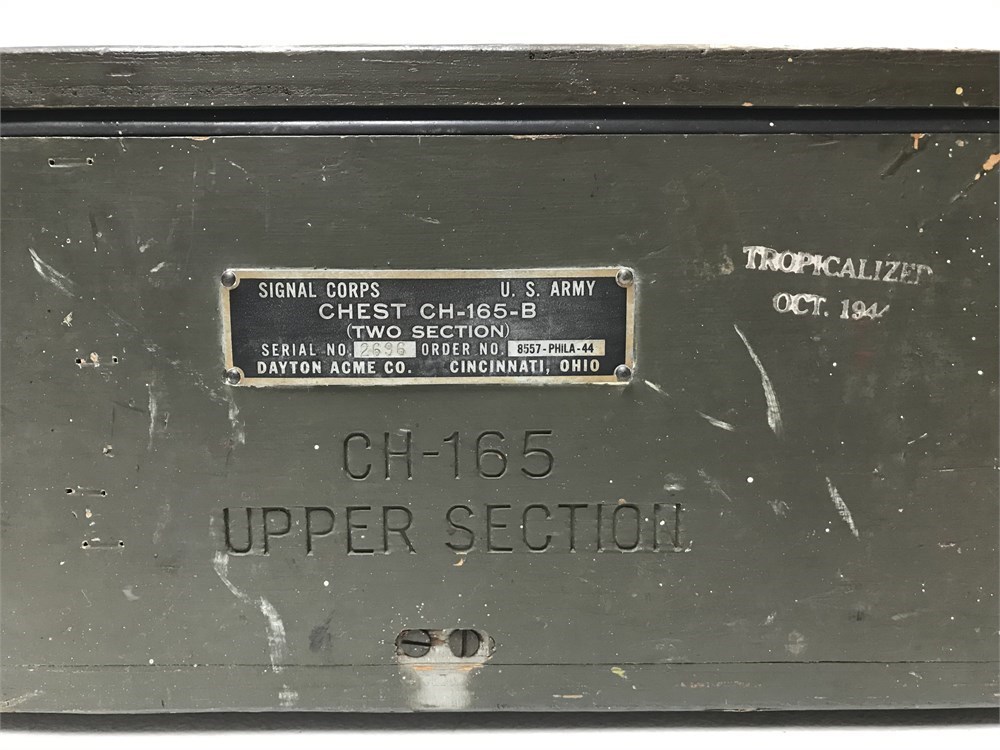 SIGNAL CORPS U. S. ARMY
CHEST CH-165-B
(TWO SECTION)
SERIAL NO. 2696 ORDER NO. 8557-PHILA-44
DAYTON ACME CO. CINCINNATI, OHIO
TROPICALIZED
OCT. 1944
CH-165
UPPER SECTION